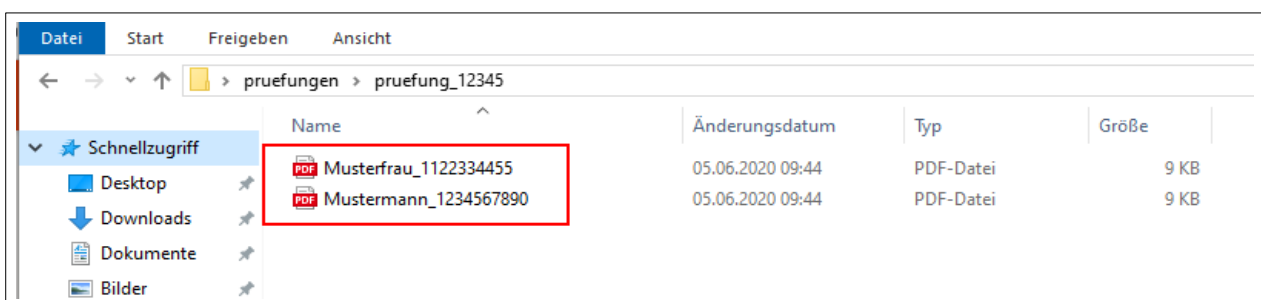 Datei Start Freigeben Ansicht
pruefungen > pruefung_12345
Name Änderungsdatum Typ Größe
Schnellzugriff
PDF Musterfrau_1122334455 05.06.2020 09:44 PDF-Datei 9 KB
Desktop
PDF Mustermann_1234567890 05.06.2020 09:44 PDF-Datei 9 KB
Downloads
Dokumente
Bilder